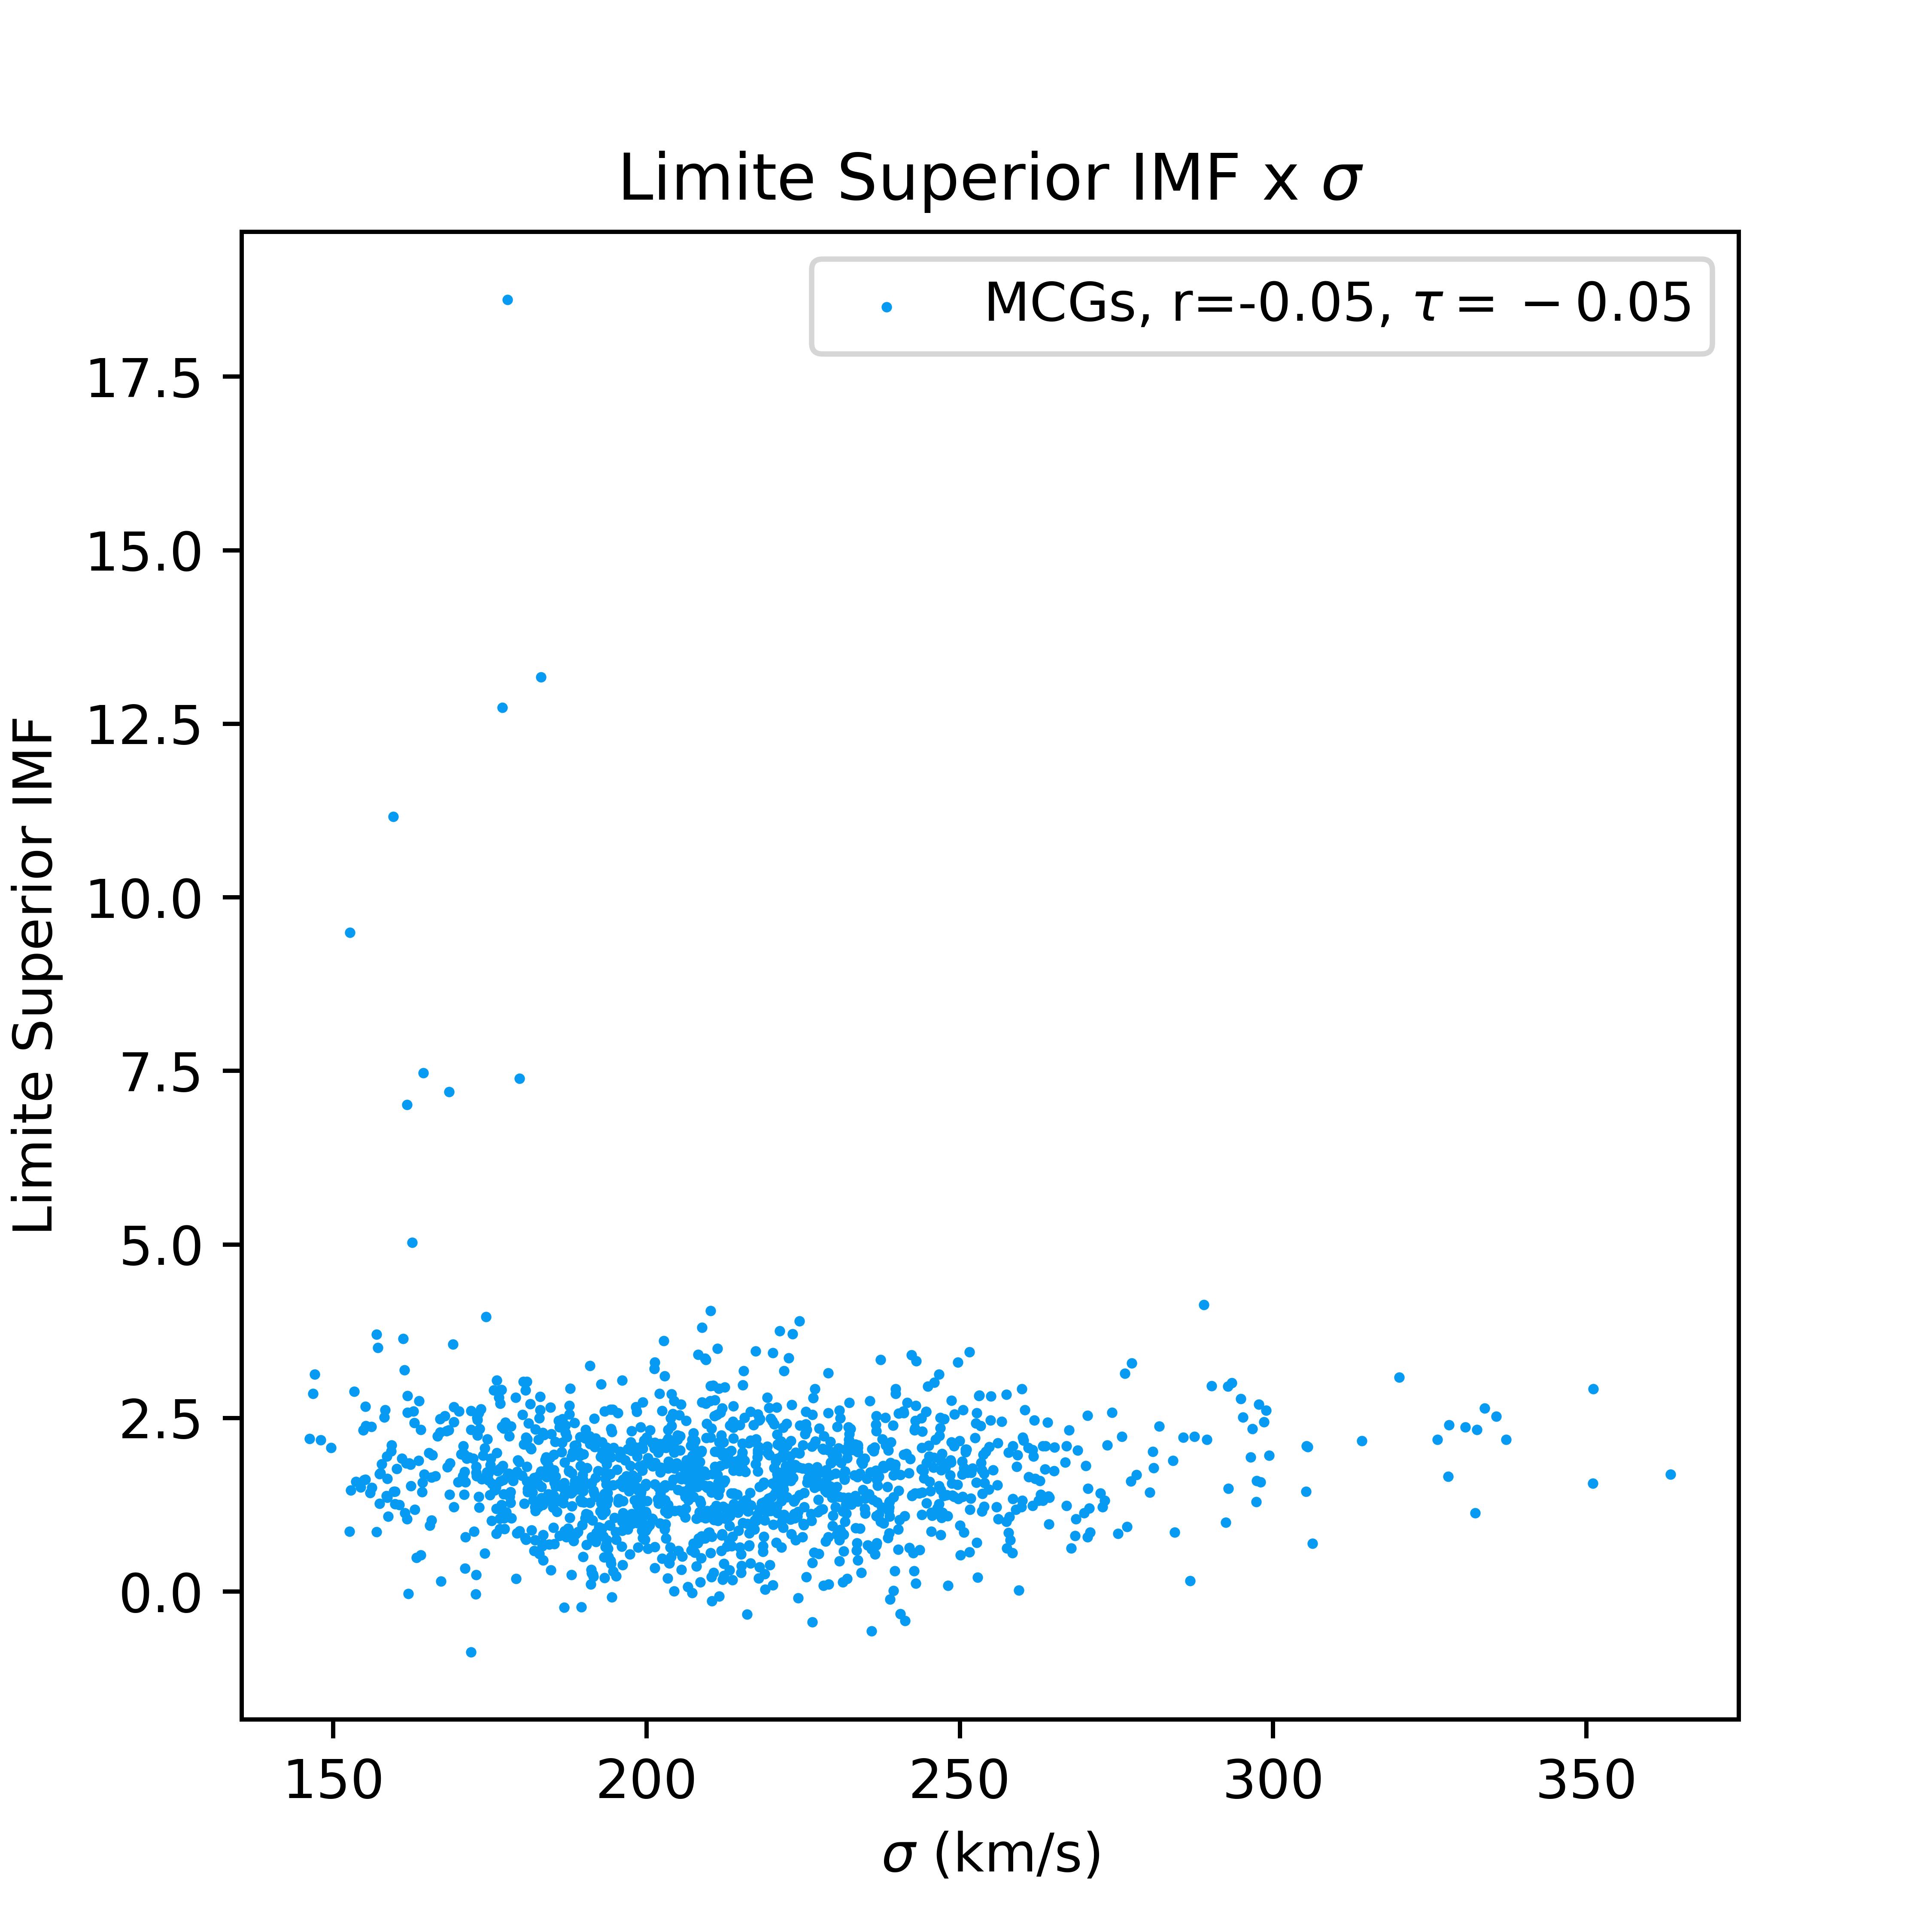 Limite Superior IMF x σ
MCGs, r=-0.05, τ = −0.05
17.5
15.0
12.5
10.0
7.5
5.0
2.5
0.0
Limite Superior IMF
150 200 250 300 350
σ (km/s)